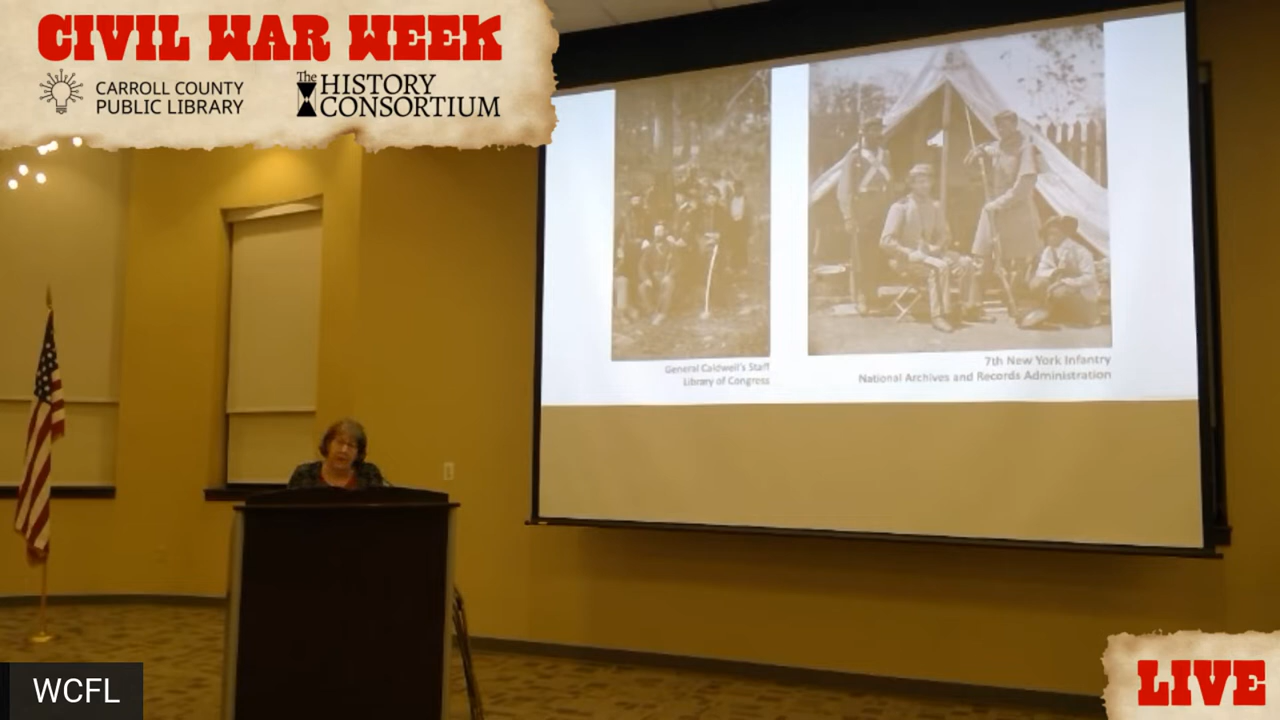 CIVIL WAR WEEK
CARROLL COUNTY
PUBLIC LIBRARY
The HISTORY
CONSORTIUM
General Caldwell's Staff
Library of Congress
7th New York Infantry
National Archives and Records Administration
WCFL
LIVE